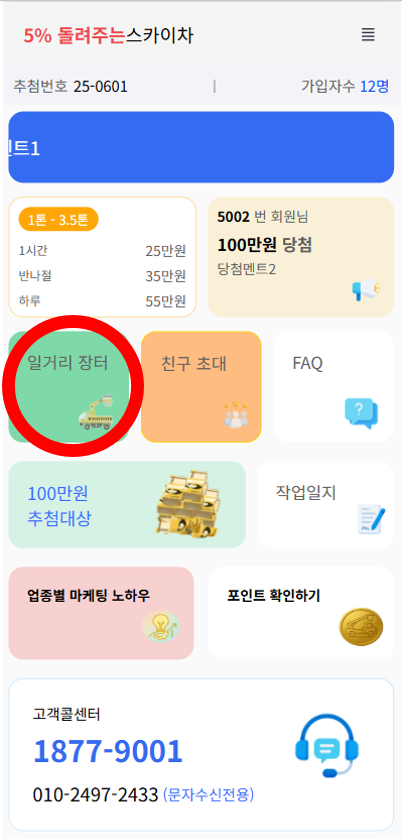 5% 돌려주는스카이차
추첨번호 25-0601 | 가입자수 12명
멘트1
1톤 - 3.5톤
1시간 25만원
반나절 35만원
하루 55만원
5002 번 회원님
100만원 당첨
당첨멘트2
일거리 장터
친구 초대
FAQ
100만원
추첨대상
작업일지
업종별 마케팅 노하우
포인트 확인하기
고객콜센터
1877-9001
010-2497-2433 (문자수신전용)